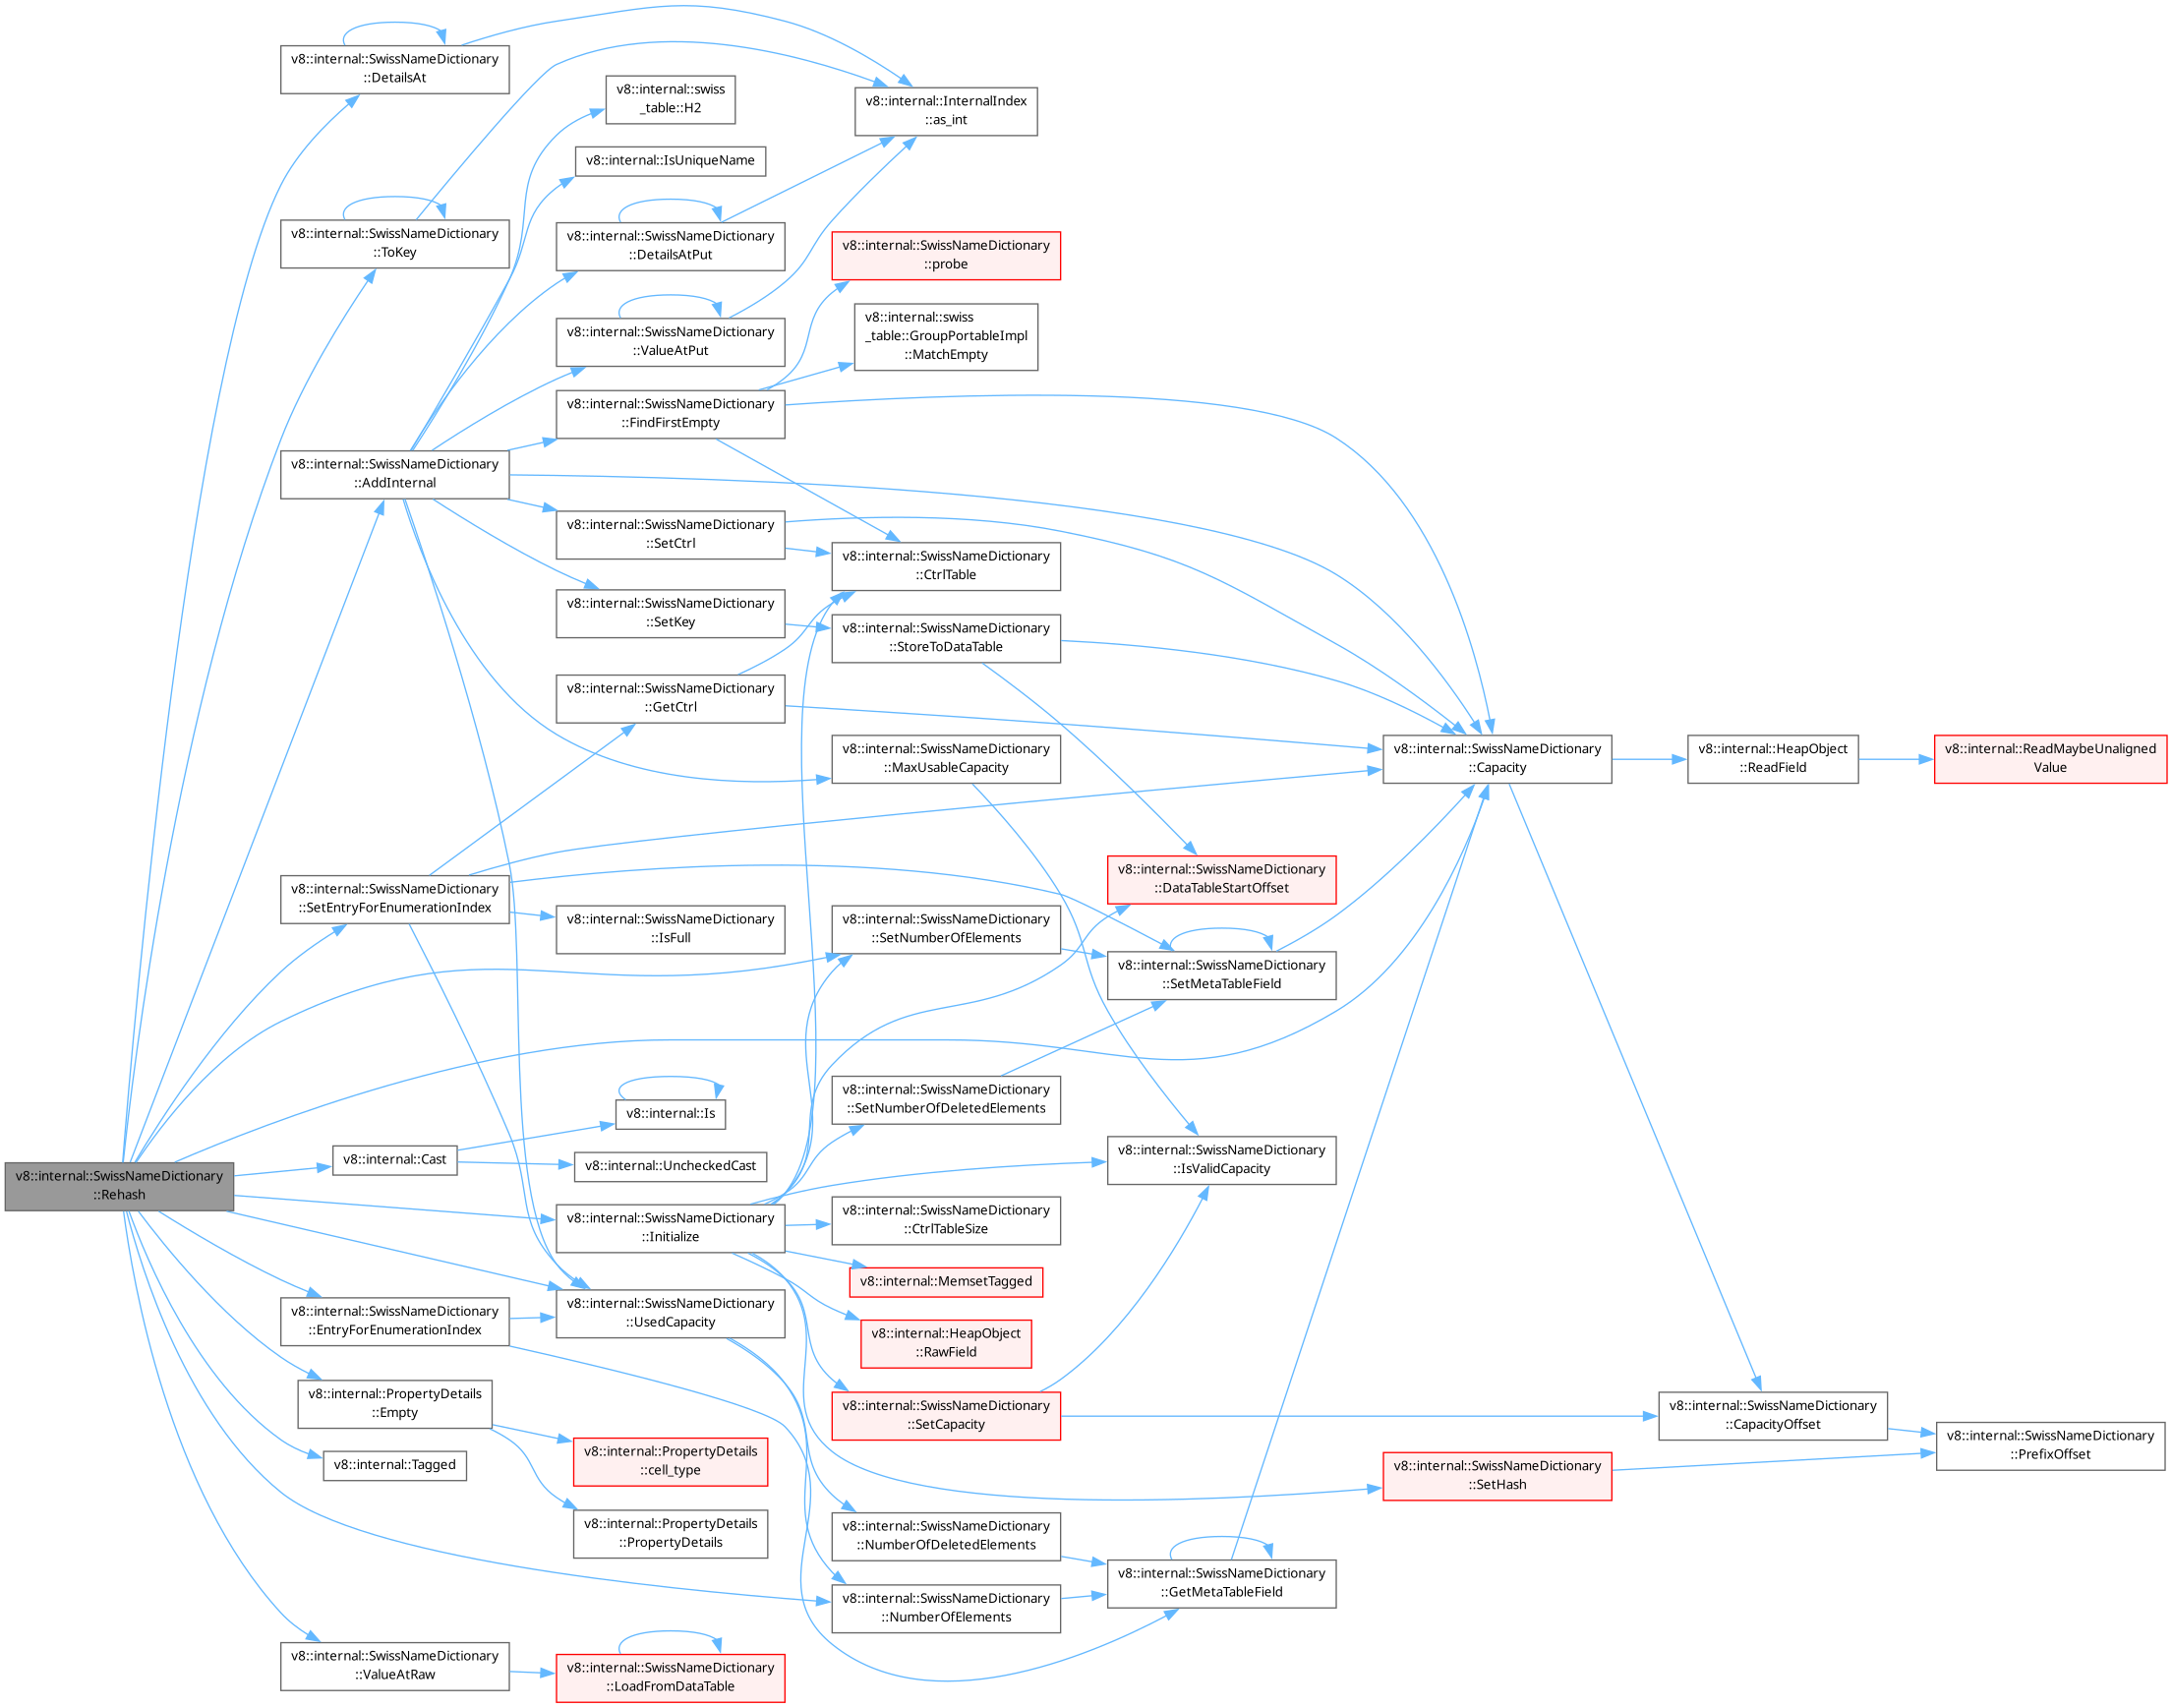 v8::internal::SwissNameDictionary
::Rehash
v8::internal::SwissNameDictionary
::DetailsAt
v8::internal::SwissNameDictionary
::ToKey
v8::internal::SwissNameDictionary
::AddInternal
v8::internal::SwissNameDictionary
::SetEntryForEnumerationIndex
v8::internal::Cast
v8::internal::SwissNameDictionary
::EntryForEnumerationIndex
v8::internal::PropertyDetails
::Empty
v8::internal::Tagged
v8::internal::SwissNameDictionary
::ValueAtRaw
v8::internal::swiss
_table::H2
v8::internal::IsUniqueName
v8::internal::SwissNameDictionary
::DetailsAtPut
v8::internal::SwissNameDictionary
::ValueAtPut
v8::internal::SwissNameDictionary
::FindFirstEmpty
v8::internal::SwissNameDictionary
::SetCtrl
v8::internal::SwissNameDictionary
::SetKey
v8::internal::SwissNameDictionary
::GetCtrl
v8::internal::SwissNameDictionary
::IsFull
v8::internal::Is
v8::internal::UncheckedCast
v8::internal::SwissNameDictionary
::Initialize
v8::internal::SwissNameDictionary
::UsedCapacity
v8::internal::PropertyDetails
::cell_type
v8::internal::PropertyDetails
::PropertyDetails
v8::internal::SwissNameDictionary
::LoadFromDataTable
v8::internal::InternalIndex
::as_int
v8::internal::SwissNameDictionary
::probe
v8::internal::swiss
_table::GroupPortableImpl
::MatchEmpty
v8::internal::SwissNameDictionary
::CtrlTable
v8::internal::SwissNameDictionary
::StoreToDataTable
v8::internal::SwissNameDictionary
::MaxUsableCapacity
v8::internal::SwissNameDictionary
::SetNumberOfElements
v8::internal::SwissNameDictionary
::SetNumberOfDeletedElements
v8::internal::SwissNameDictionary
::CtrlTableSize
v8::internal::MemsetTagged
v8::internal::HeapObject
::RawField
v8::internal::SwissNameDictionary
::SetCapacity
v8::internal::SwissNameDictionary
::NumberOfDeletedElements
v8::internal::SwissNameDictionary
::NumberOfElements
v8::internal::SwissNameDictionary
::DataTableStartOffset
v8::internal::SwissNameDictionary
::SetMetaTableField
v8::internal::SwissNameDictionary
::IsValidCapacity
v8::internal::SwissNameDictionary
::GetMetaTableField
v8::internal::SwissNameDictionary
::Capacity
v8::internal::SwissNameDictionary
::SetHash
v8::internal::HeapObject
::ReadField
v8::internal::SwissNameDictionary
::CapacityOffset
v8::internal::ReadMaybeUnaligned
Value
v8::internal::SwissNameDictionary
::PrefixOffset